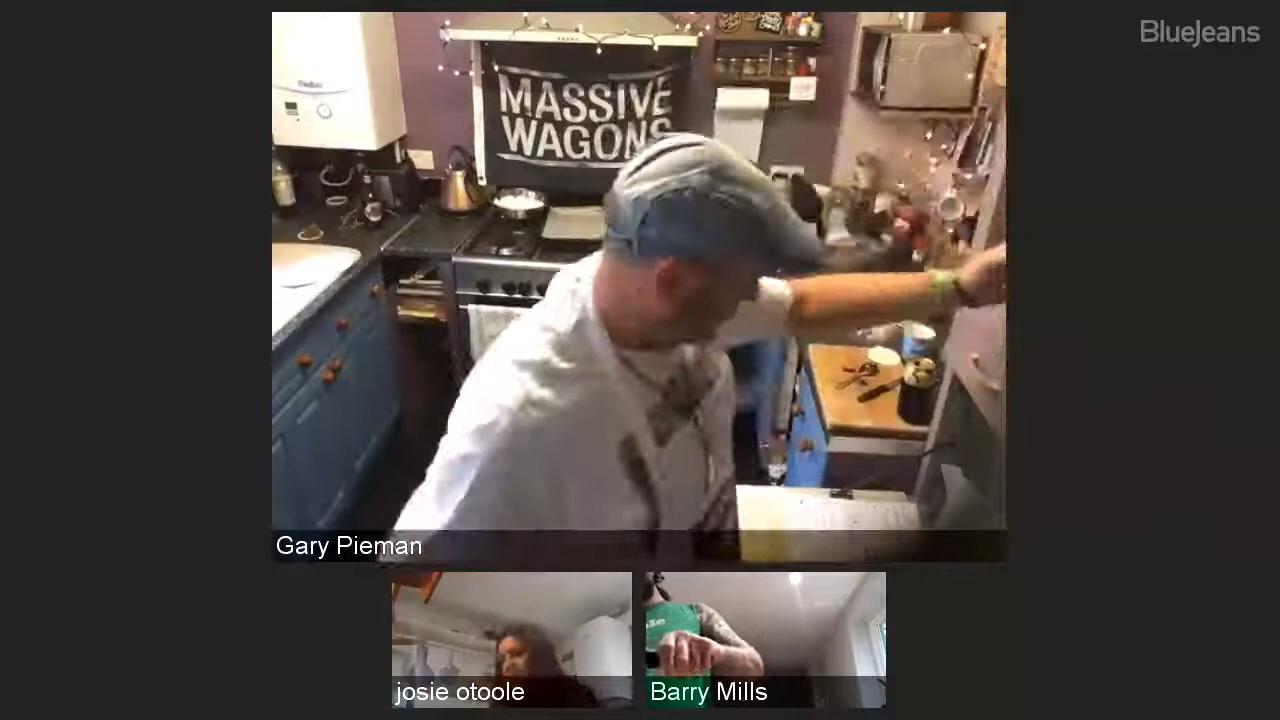 BlueJeans
MASSIVE
WAGONS
Gary Pieman
josie otoole
Barry Mills